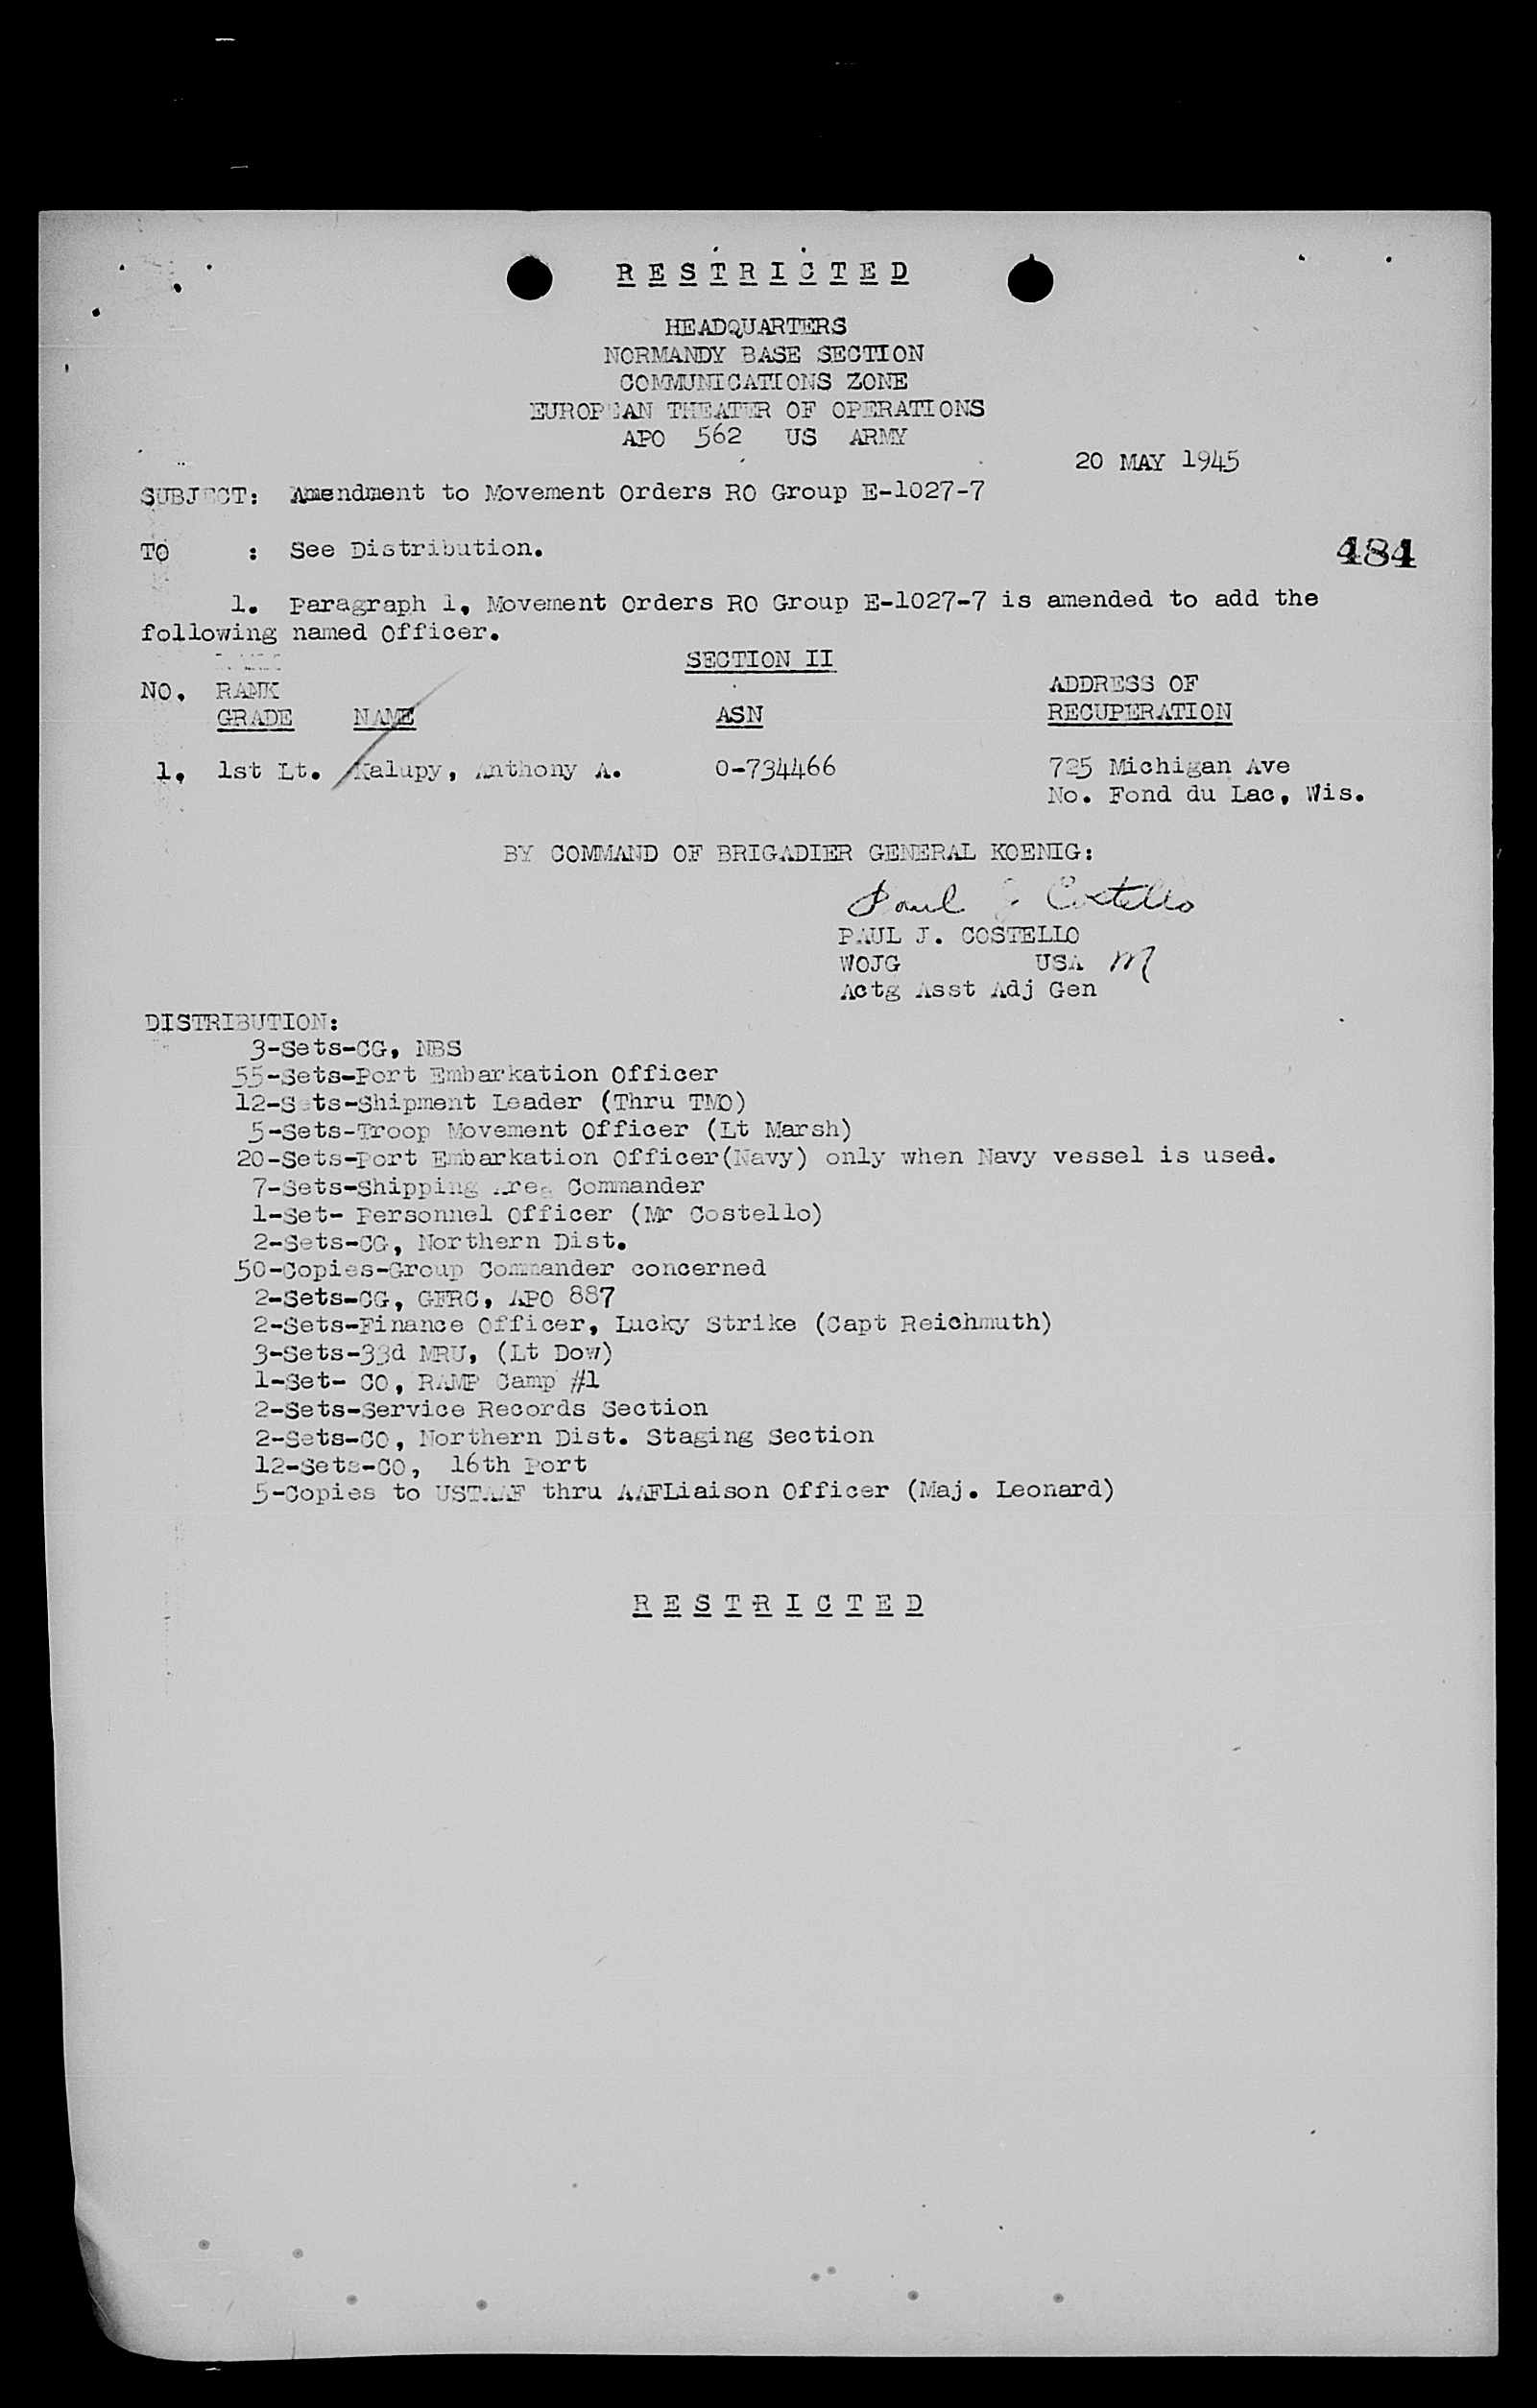 R E S T R I C T E D
HEADQUARTERS
NORMANDY BASE SECTION
COMMUNICATIONS ZONE
EUROPEAN THEATER OF OPERATIONS
APO 562 US ARMY
20 MAY 1945
SUBJECT: Amendment to Movement Orders RO Group E-1027-7
TO : See Distribution.
484
1. Paragraph 1, Movement Orders RO Group E-1027-7 is amended to add the
following named Officer.
SECTION II
NO. RANK ADDRESS OF
GRADE NAME ASN RECUPERATION
1. 1st Lt. Kalupy, Anthony A. O-734466 725 Michigan Ave
No. Fond du Lac, Wis.
BY COMMAND OF BRIGADIER GENERAL KOENIG:
Paul J Costello
PAUL J. COSTELLO
WOJG USA M
Actg Asst Adj Gen
DISTRIBUTION:
3-Sets-CG, NBS
55-Sets-Port Embarkation Officer
12-Sets-Shipment Leader (Thru TMO)
5-Sets-Troop Movement Officer (Lt Marsh)
20-Sets-Port Embarkation Officer(Navy) only when Navy vessel is used.
7-Sets-Shipping Area Commander
1-Set- Personnel Officer (Mr Costello)
2-Sets-CG, Northern Dist.
50-Copies-Group Commander concerned
2-Sets-CG, GFRC, APO 887
2-Sets-Finance Officer, Lucky Strike (Capt Reichmuth)
3-Sets-33d MRU, (Lt Dow)
1-Set- CO, RAMP Camp #1
2-Sets-Service Records Section
2-Sets-CO, Northern Dist. Staging Section
12-Sets-CO, 16th Port
5-Copies to USTAAF thru AAFLiaison Officer (Maj. Leonard)
R E S T R I C T E D